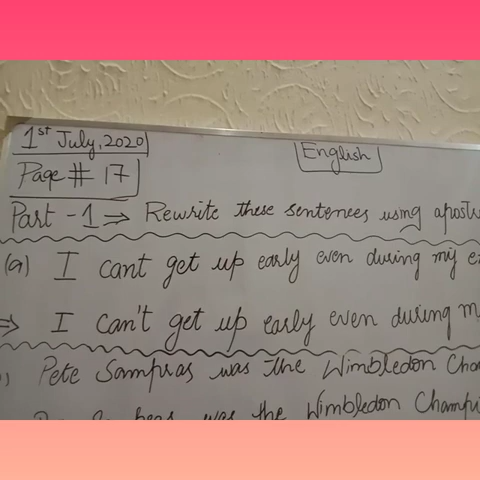 1st July, 2020
English
Page # 17
Part -1 ⇒ Rewrite these sentences using
(a) I cant get up early even during my
⇒ I can't get up early even during
Pete Sampras was the Wimbledon
was the Wimbledon